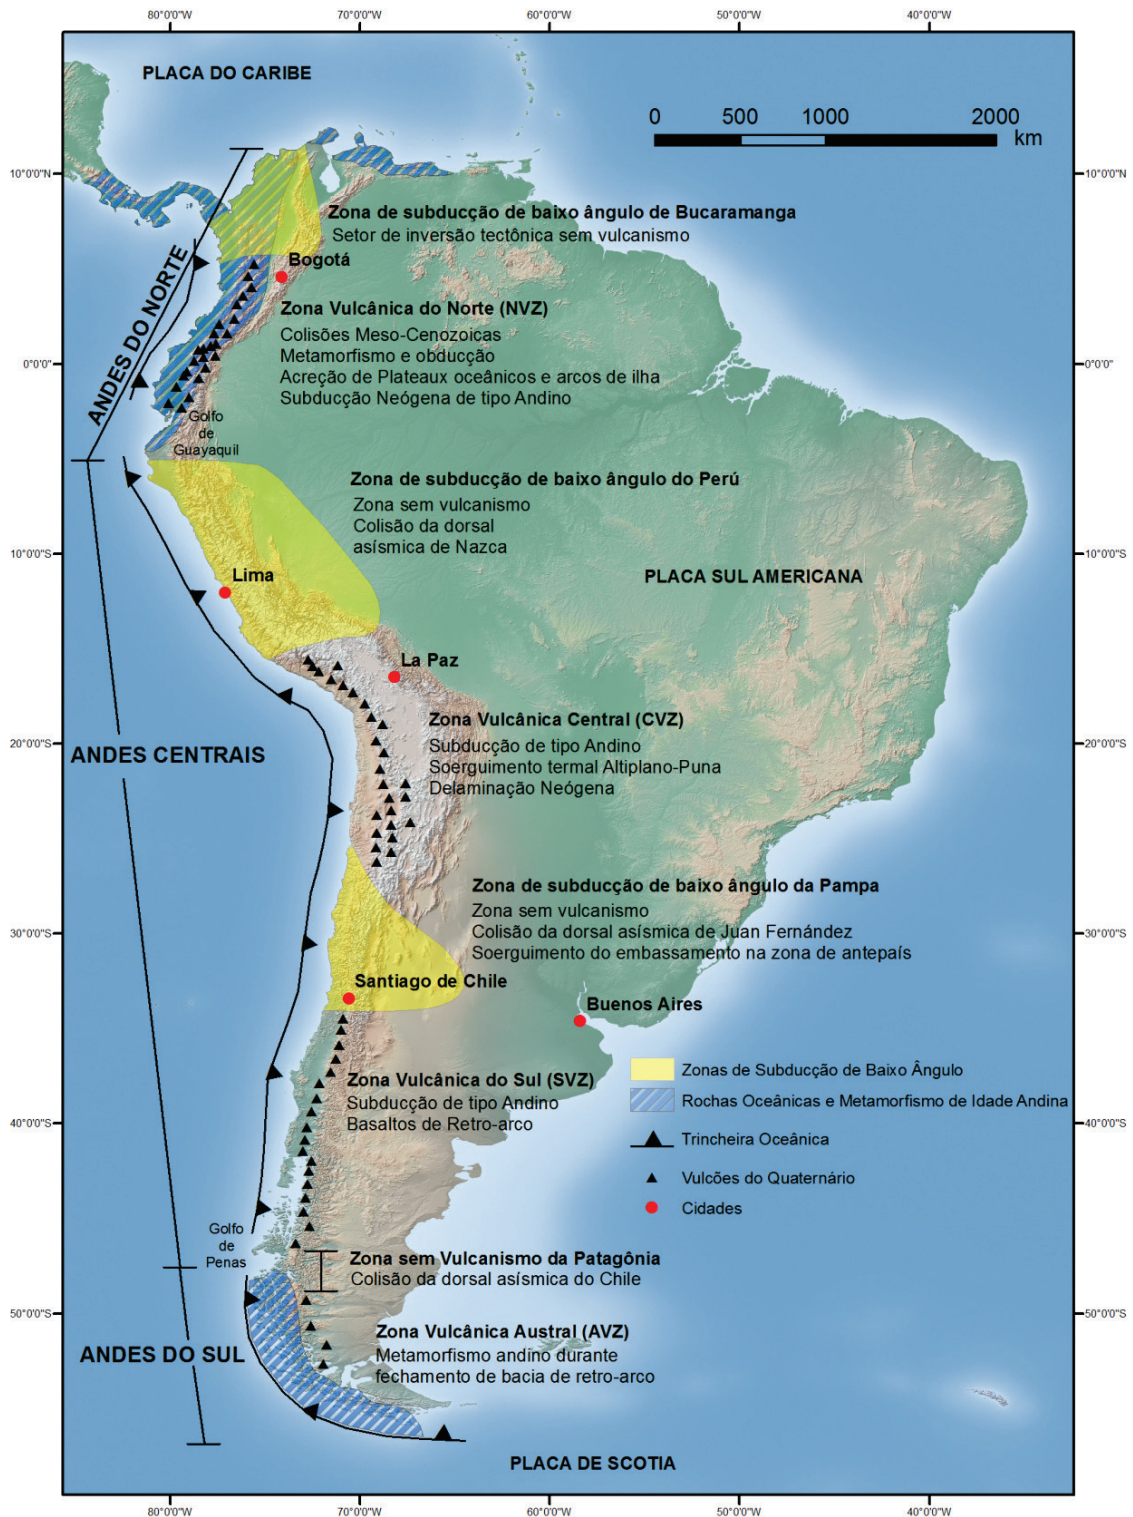 80°0'0"W
70°0'0"W
60°0'0"W
50°0'0"W
40°0'0"W
PLACA DO CARIBE
0 500 1000 2000
km
10°0'0"N
10°0'0"N
Zona de subducção de baixo ângulo de Bucaramanga
Setor de inversão tectônica sem vulcanismo
Bogotá
ANDES DO NORTE
Zona Vulcânica do Norte (NVZ)
Colisões Meso-Cenozoicas
Metamorfismo e obducção
Acreção de Plateaux oceânicos e arcos de ilha
Subducção Neógena de tipo Andino
0°0'0"
0°0'0"
Golfo
de
Guayaquil
Zona de subducção de baixo ângulo do Perú
Zona sem vulcanismo
Colisão da dorsal
asísmica de Nazca
10°0'0"S
10°0'0"S
Lima
PLACA SUL AMERICANA
La Paz
Zona Vulcânica Central (CVZ)
Subducção de tipo Andino
Soerguimento termal Altiplano-Puna
Delaminação Neógena
20°0'0"S
20°0'0"S
ANDES CENTRAIS
Zona de subducção de baixo ângulo da Pampa
Zona sem vulcanismo
Colisão da dorsal asísmica de Juan Fernández
Soerguimento do embassamento na zona de antepaís
30°0'0"S
30°0'0"S
Santiago de Chile
Buenos Aires
Zona Vulcânica do Sul (SVZ)
Subducção de tipo Andino
Basaltos de Retro-arco
Zonas de Subducção de Baixo Ângulo
Rochas Oceânicas e Metamorfismo de Idade Andina
Trincheira Oceânica
Vulcões do Quaternário
Cidades
40°0'0"S
40°0'0"S
Golfo
de
Penas
Zona sem Vulcanismo da Patagônia
Colisão da dorsal asísmica do Chile
50°0'0"S
50°0'0"S
ANDES DO SUL
Zona Vulcânica Austral (AVZ)
Metamorfismo andino durante
fechamento de bacia de retro-arco
PLACA DE SCOTIA
80°0'0"W
70°0'0"W
60°0'0"W
50°0'0"W
40°0'0"W